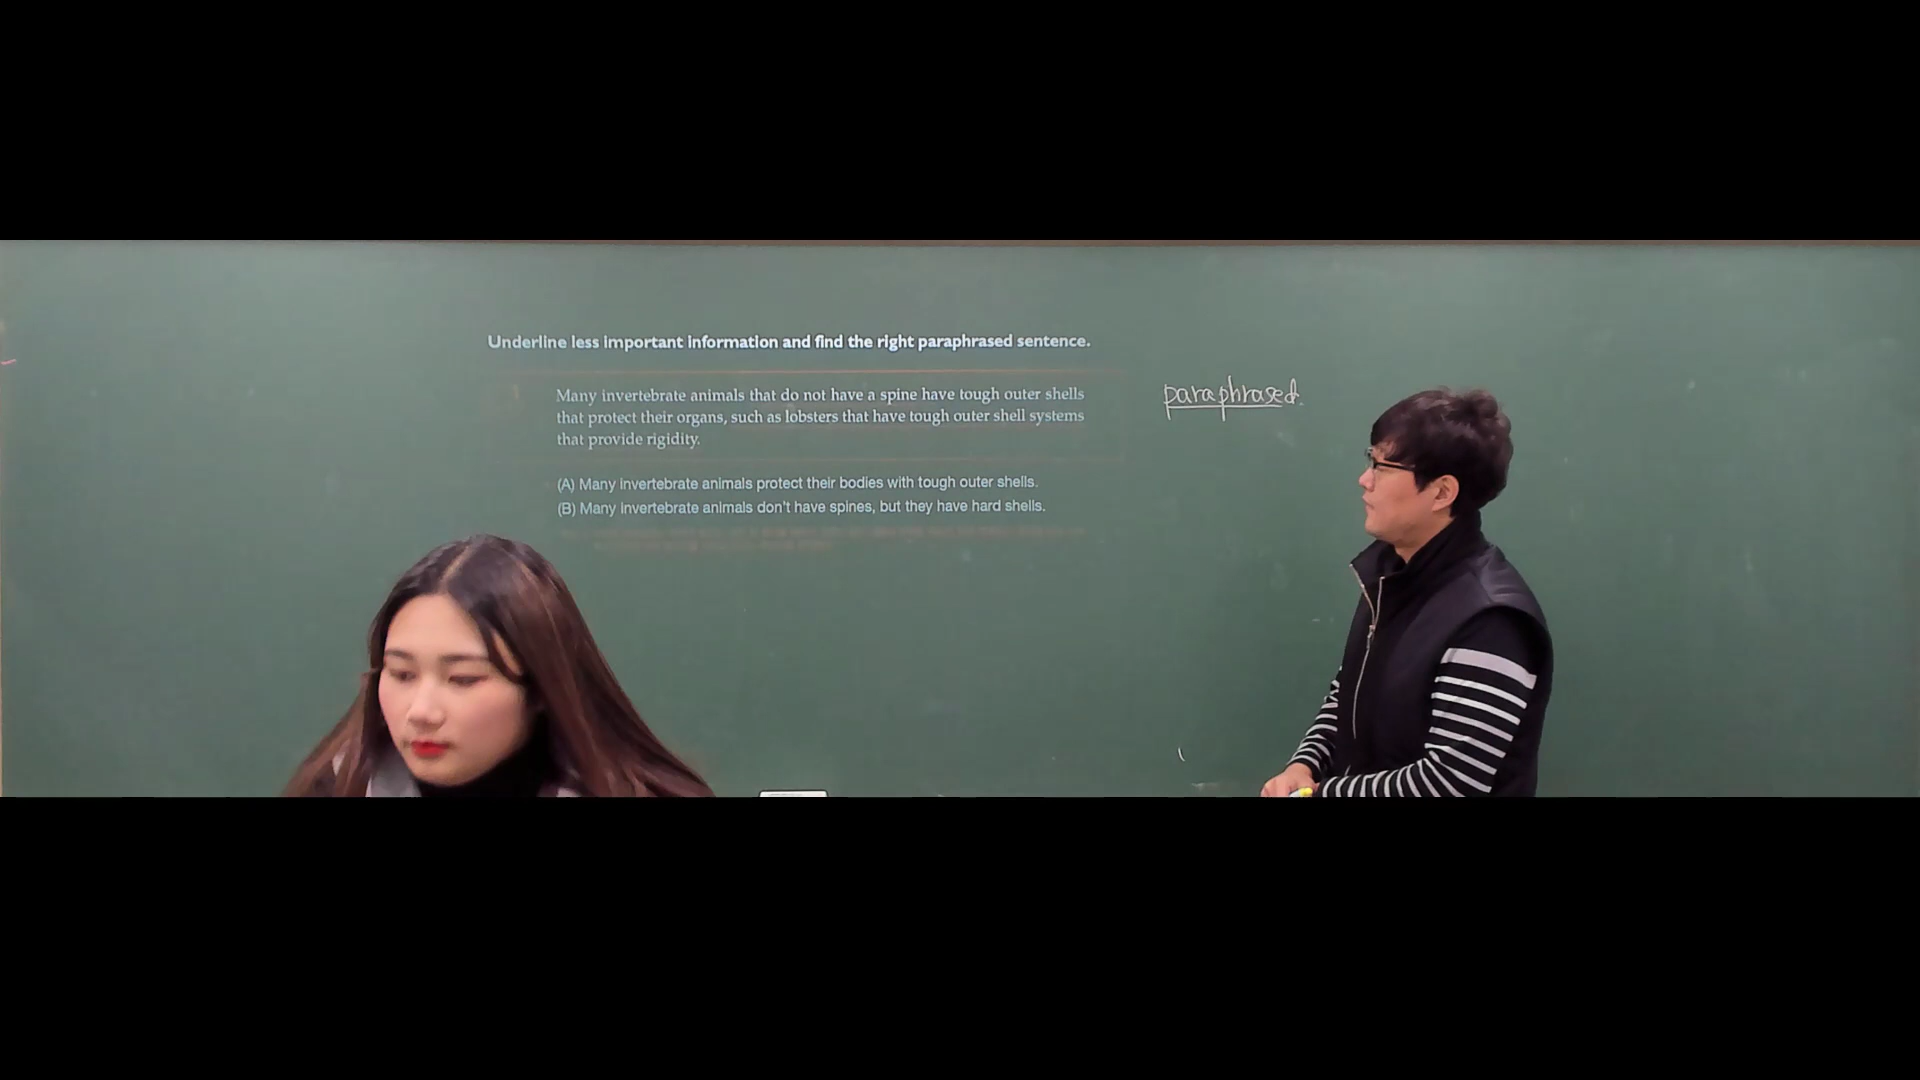 Underline less important information and find the right paraphrased sentence.
Many invertebrate animals that do not have a spine have tough outer shells
that protect their organs, such as lobsters that have tough outer shell systems
that provide rigidity.
(A) Many invertebrate animals protect their bodies with tough outer shells.
(B) Many invertebrate animals don't have spines, but they have hard shells.
paraphrased.